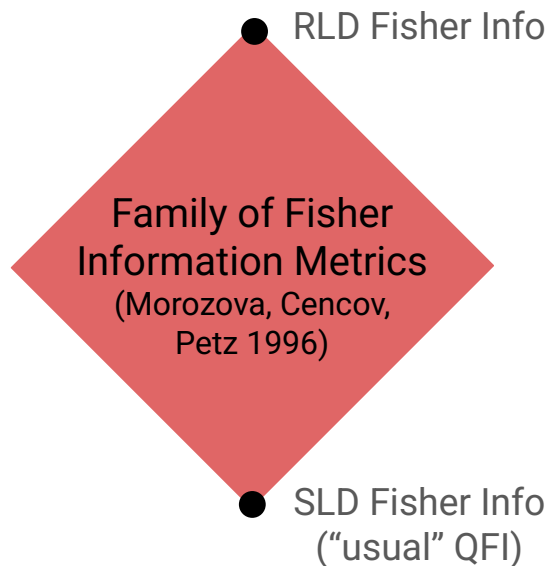 RLD Fisher Info
Family of Fisher
Information Metrics
(Morozova, Cencov,
Petz 1996)
SLD Fisher Info
(“usual” QFI)